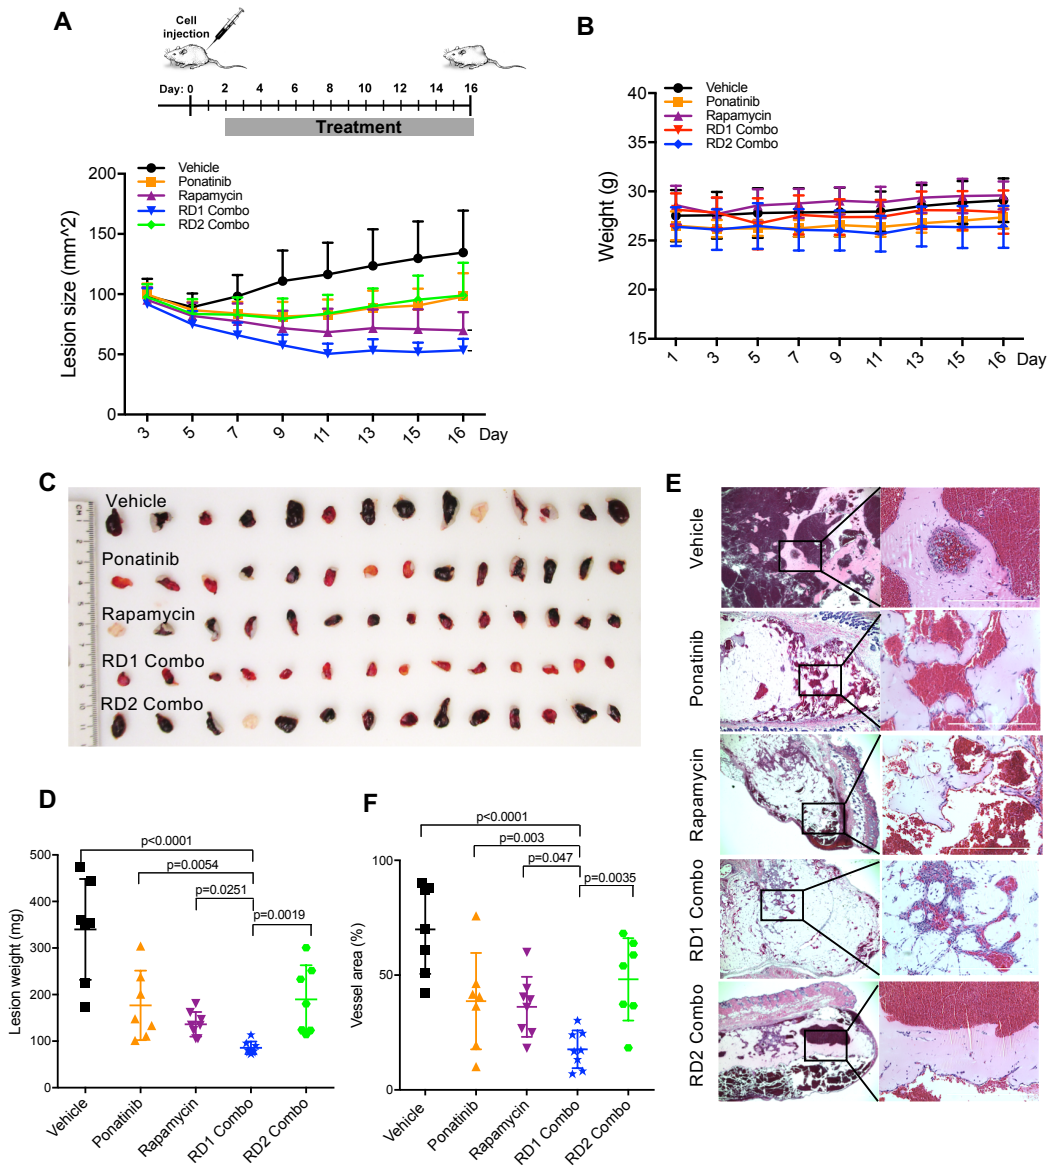 A
Cell
injection
Day: 0 2 4 6 8 10 12 14 16
Treatment
Vehicle
Ponatinib
Rapamycin
RD1 Combo
RD2 Combo
Lesion size (mm^2)
200
150
100
50
0
3 5 7 9 11 13 15 16 Day
B
Vehicle
Ponatinib
Rapamycin
RD1 Combo
RD2 Combo
Weight (g)
40
35
30
25
20
15
1 3 5 7 9 11 13 15 16 Day
C
Vehicle
Ponatinib
Rapamycin
RD1 Combo
RD2 Combo
D
p<0.0001
p=0.0054
p=0.0251
p=0.0019
Lesion weight (mg)
500
400
300
200
100
0
Vehicle
Ponatinib
Rapamycin
RD1 Combo
RD2 Combo
F
p<0.0001
p=0.003
p=0.047
p=0.0035
Vessel area (%)
100
50
0
Vehicle
Ponatinib
Rapamycin
RD1 Combo
RD2 Combo
E
Vehicle
Ponatinib
Rapamycin
RD1 Combo
RD2 Combo